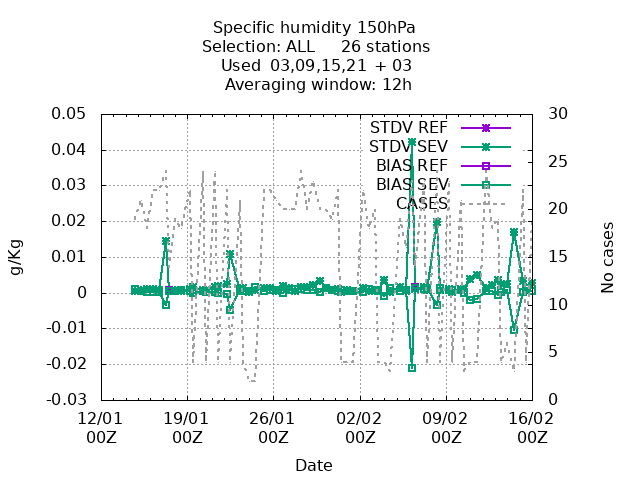 Specific humidity 150hPa
Selection: ALL 26 stations
Used 03,09,15,21 + 03
Averaging window: 12h
STDV REF
STDV SEV
BIAS REF
BIAS SEV
CASES
0.05
0.04
0.03
0.02
0.01
0
-0.01
-0.02
-0.03
30
25
20
15
10
5
0
g/Kg
No cases
12/01 19/01 26/01 02/02 09/02 16/02
00Z 00Z 00Z 00Z 00Z 00Z
Date